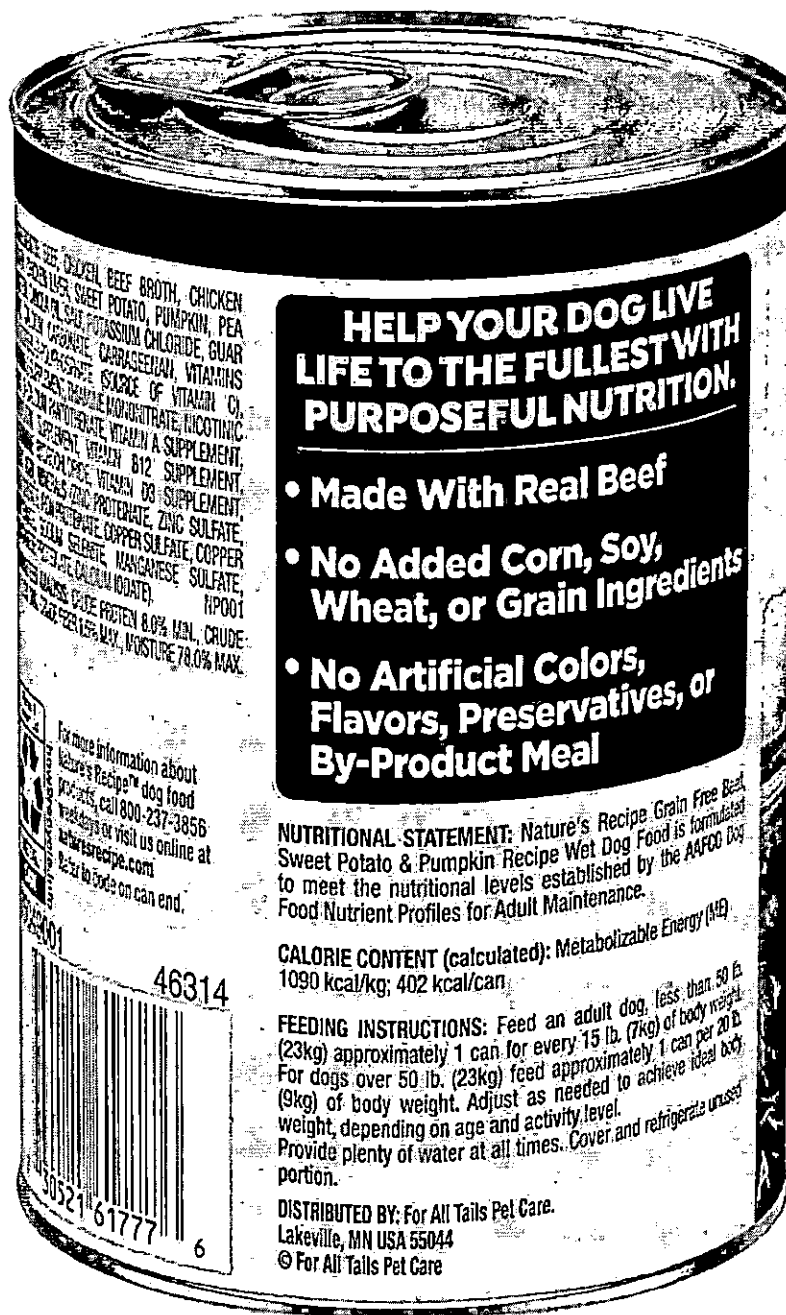 BEEF, CHICKEN, BEEF BROTH, CHICKEN
LIVER, SWEET POTATO, PUMPKIN, PEA
SALT, POTASSIUM CHLORIDE, GUAR
CARRAGEENAN, VITAMINS
(SOURCE OF VITAMIN C),
THIAMINE MONONITRATE, NICOTINIC
VITAMIN A SUPPLEMENT,
VITAMIN B12 SUPPLEMENT,
VITAMIN D3 SUPPLEMENT,
ZINC PROTEINATE, ZINC SULFATE,
COPPER SULFATE, COPPER
MANGANESE SULFATE,
CALCIUM IODATE). NP001
CRUDE PROTEIN 8.0% MIN., CRUDE
1.5% MAX., MOISTURE 78.0% MAX.
For more information about
Nature's Recipe™ dog food
products, call 800-237-3856
weekdays or visit us online at
naturesrecipe.com
Refer to code on can end.
how2recycle.info
46314
30521 61777 6
HELP YOUR DOG LIVE
LIFE TO THE FULLEST WITH
PURPOSEFUL NUTRITION.
• Made With Real Beef
• No Added Corn, Soy,
Wheat, or Grain Ingredients
• No Artificial Colors,
Flavors, Preservatives, or
By-Product Meal
NUTRITIONAL STATEMENT: Nature's Recipe Grain Free Beef,
Sweet Potato & Pumpkin Recipe Wet Dog Food is formulated
to meet the nutritional levels established by the AAFCO Dog
Food Nutrient Profiles for Adult Maintenance.
CALORIE CONTENT (calculated): Metabolizable Energy (ME)
1090 kcal/kg; 402 kcal/can
FEEDING INSTRUCTIONS: Feed an adult dog, less than 50 lb.
(23kg) approximately 1 can for every 15 lb. (7kg) of body weight.
For dogs over 50 lb. (23kg) feed approximately 1 can per 20 lb.
(9kg) of body weight. Adjust as needed to achieve ideal body
weight, depending on age and activity level.
Provide plenty of water at all times. Cover and refrigerate unused
portion.
DISTRIBUTED BY: For All Tails Pet Care.
Lakeville, MN USA 55044
© For All Tails Pet Care